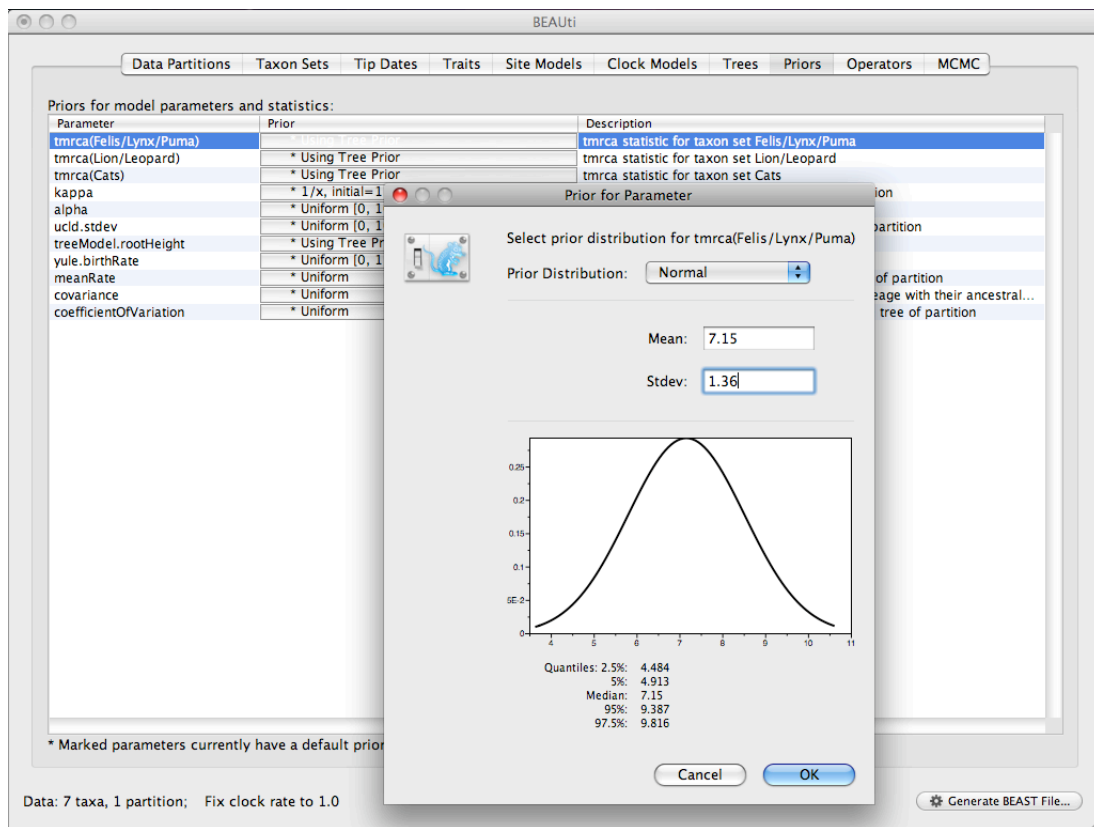 BEAUti
Data Partitions Taxon Sets Tip Dates Traits Site Models Clock Models Trees Priors Operators MCMC
Priors for model parameters and statistics:
Parameter Prior Description
tmrca(Felis/Lynx/Puma) * Using Tree Prior tmrca statistic for taxon set Felis/Lynx/Puma
tmrca(Lion/Leopard) * Using Tree Prior tmrca statistic for taxon set Lion/Leopard
tmrca(Cats) * Using Tree Prior tmrca statistic for taxon set Cats
kappa * 1/x, initial=1 ion
alpha * Uniform [0, 1
ucld.stdev * Uniform [0, 1 partition
treeModel.rootHeight * Using Tree Pr
yule.birthRate * Uniform [0, 1
meanRate * Uniform of partition
covariance * Uniform eage with their ancestral...
coefficientOfVariation * Uniform tree of partition
Prior for Parameter
Select prior distribution for tmrca(Felis/Lynx/Puma)
Prior Distribution: Normal
Mean: 7.15
Stdev: 1.36
0.25
0.2
0.15
0.1
5E-2
0
4 5 6 7 8 9 10 11
Quantiles: 2.5%: 4.484
5%: 4.913
Median: 7.15
95%: 9.387
97.5%: 9.816
Cancel OK
* Marked parameters currently have a default prior
Data: 7 taxa, 1 partition; Fix clock rate to 1.0 Generate BEAST File...